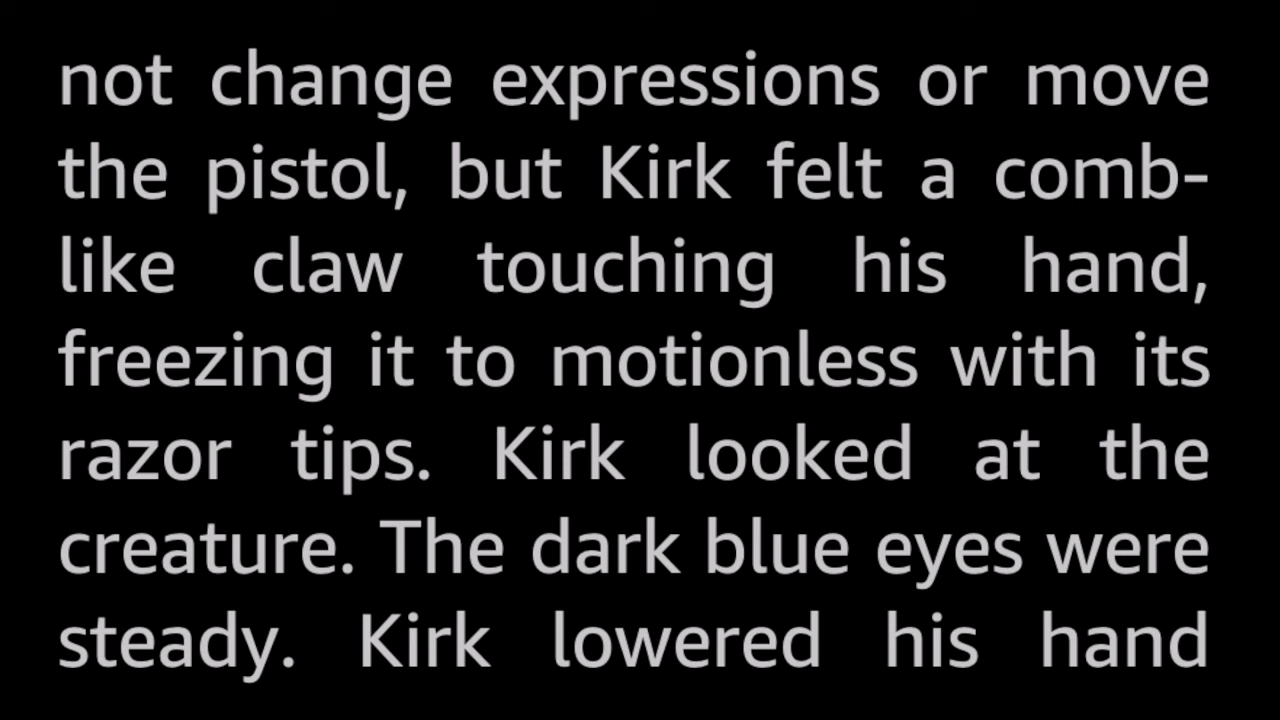 not change expressions or move
the pistol, but Kirk felt a comb-
like claw touching his hand,
freezing it to motionless with its
razor tips. Kirk looked at the
creature. The dark blue eyes were
steady. Kirk lowered his hand